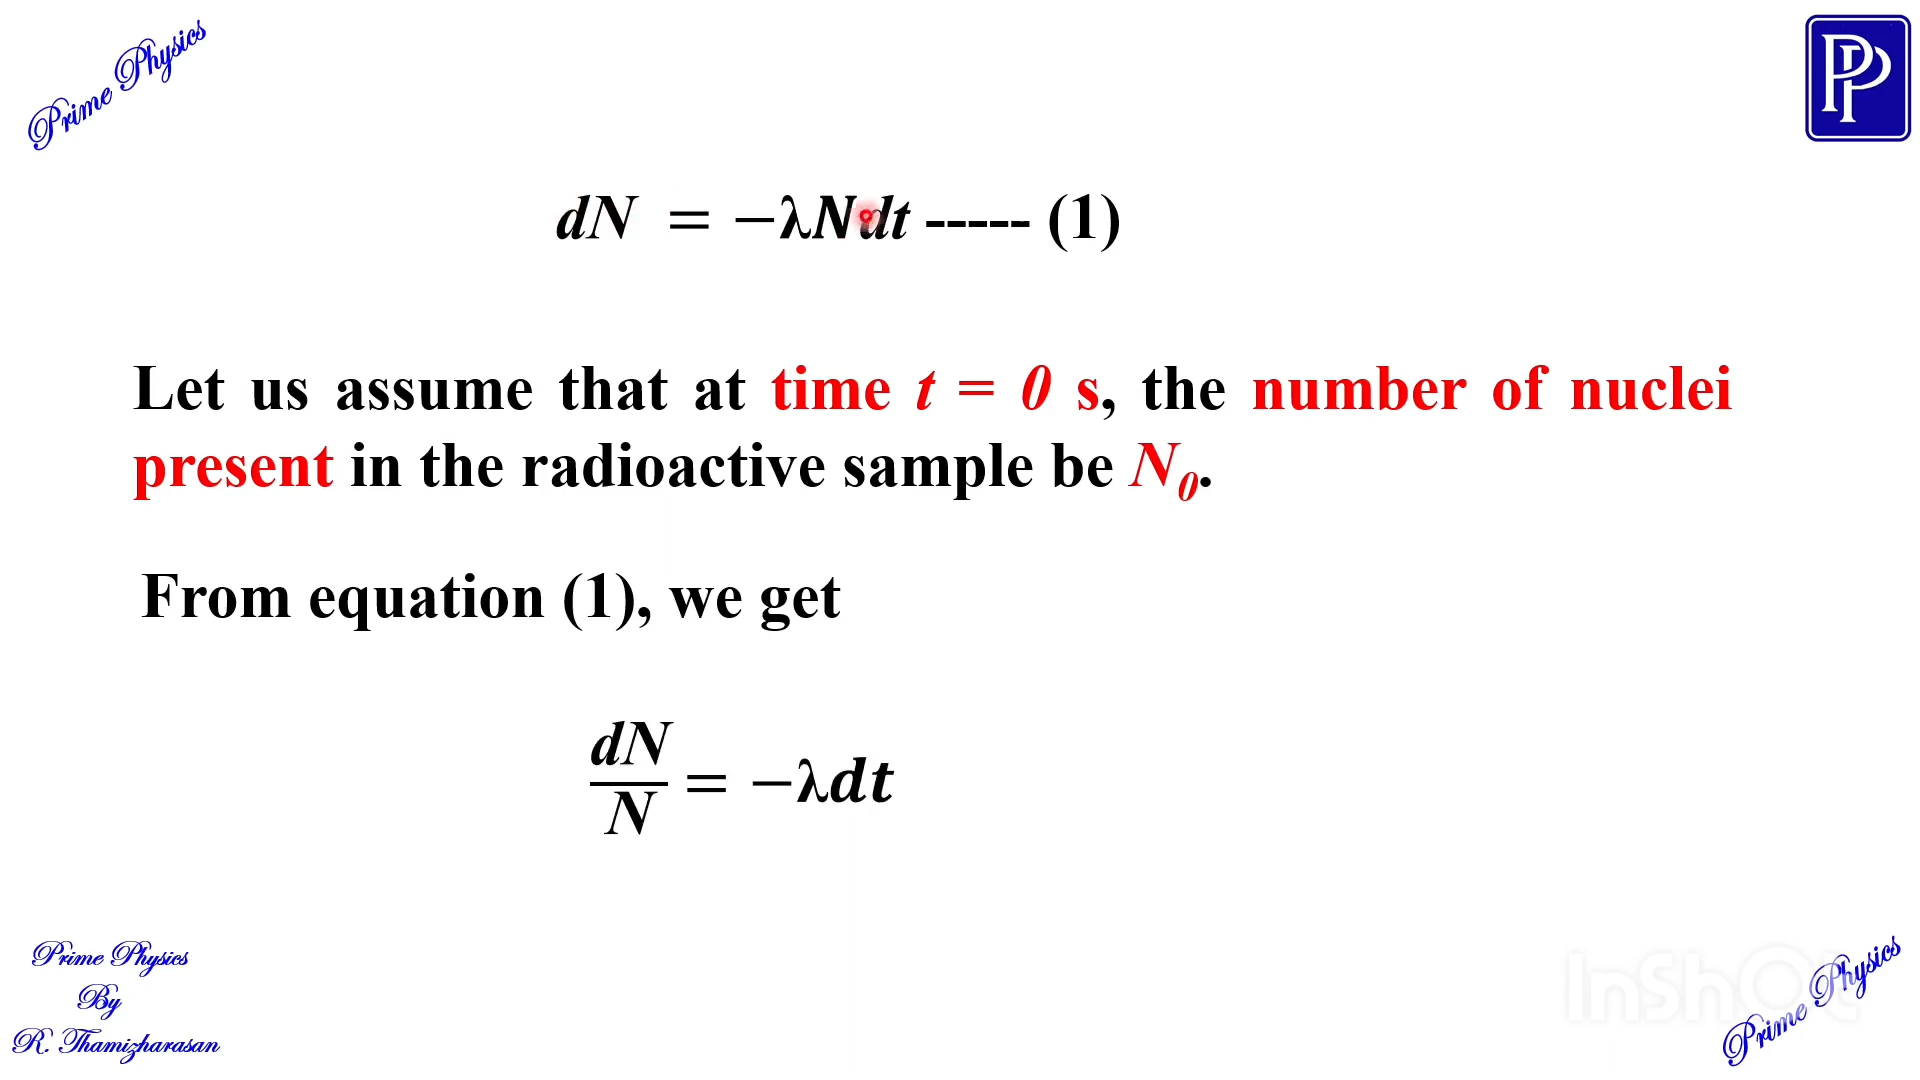 Prime Physics
PP
dN = −λNdt ----- (1)
Let us assume that at time t = 0 s, the number of nuclei
present in the radioactive sample be N₀.
From equation (1), we get
dN
N = −λdt
Prime Physics
By
R. Thamizharasan
InShOt
Prime Physics